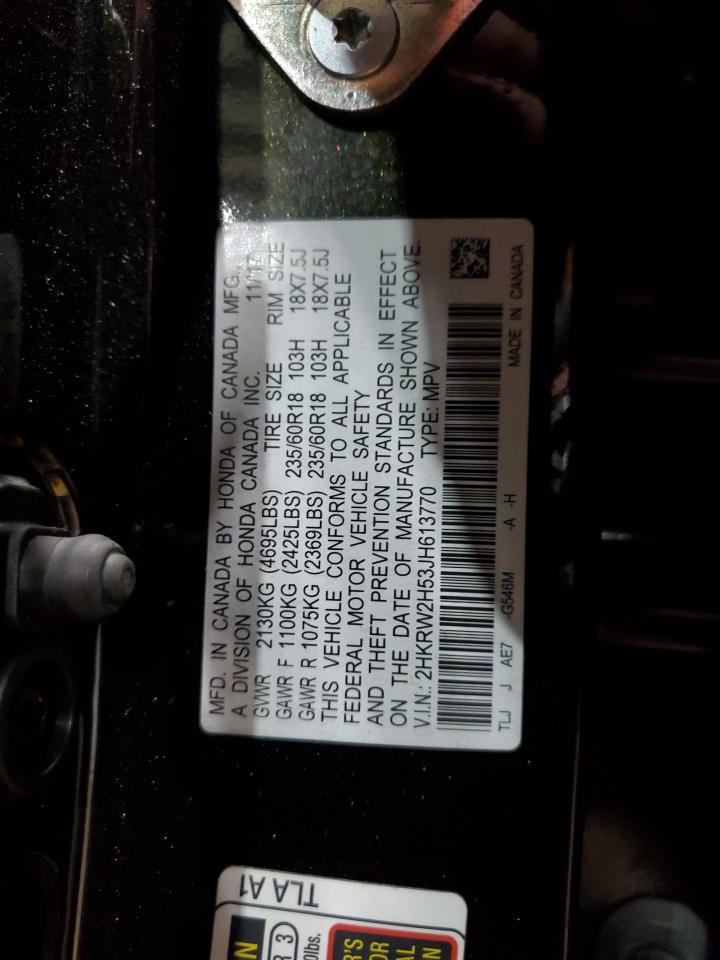 MFD. IN CANADA BY HONDA OF CANADA MFG.,
A DIVISION OF HONDA CANADA INC. 11/17
GVWR 2130KG (4695LBS) TIRE SIZE RIM SIZE
GAWR F 1100KG (2425LBS) 235/60R18 103H 18X7.5J
GAWR R 1075KG (2369LBS) 235/60R18 103H 18X7.5J
THIS VEHICLE CONFORMS TO ALL APPLICABLE
FEDERAL MOTOR VEHICLE SAFETY
AND THEFT PREVENTION STANDARDS IN EFFECT
ON THE DATE OF MANUFACTURE SHOWN ABOVE.
V.I.N.: 2HKRW2H53JH613770 TYPE: MPV
TLJ J AE7 -G546M -A -H MADE IN CANADA
TLA A1